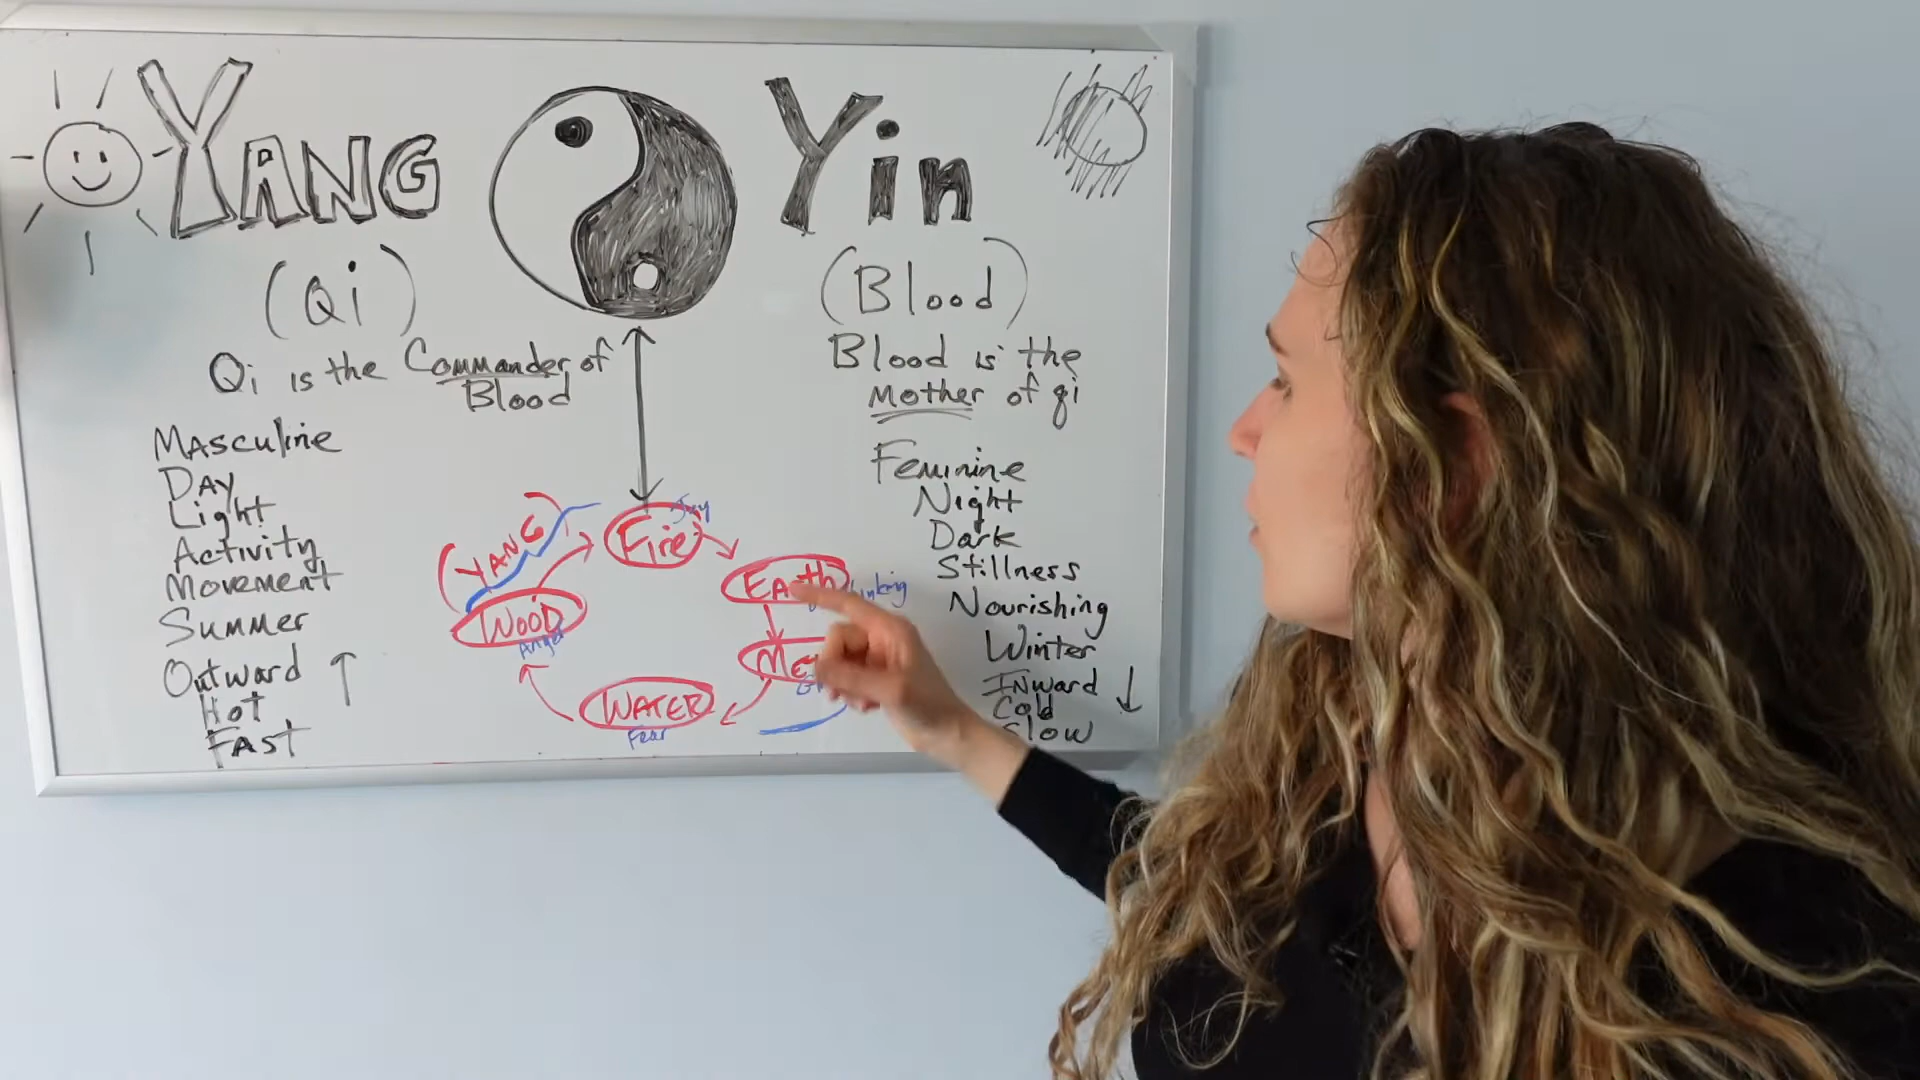 YANG
Yin
(Qi)
(Blood)
Qi is the Commander of
Blood
Blood is the
Mother of qi
Masculine
Day
Light
Activity
Movement
Summer
Outward
Hot
Fast
Feminine
Night
Dark
Stillness
Nourishing
Winter
Inward
Cold
Slow
(YANG)
Fire
Joy
Earth
WATER
Fear
WOOD
Anger